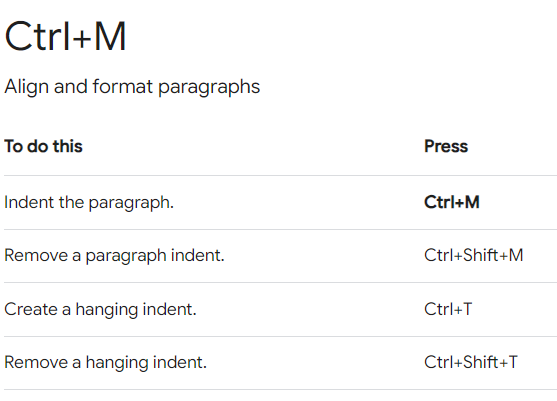 Ctrl+M
Align and format paragraphs
To do this Press
Indent the paragraph. Ctrl+M
Remove a paragraph indent. Ctrl+Shift+M
Create a hanging indent. Ctrl+T
Remove a hanging indent. Ctrl+Shift+T